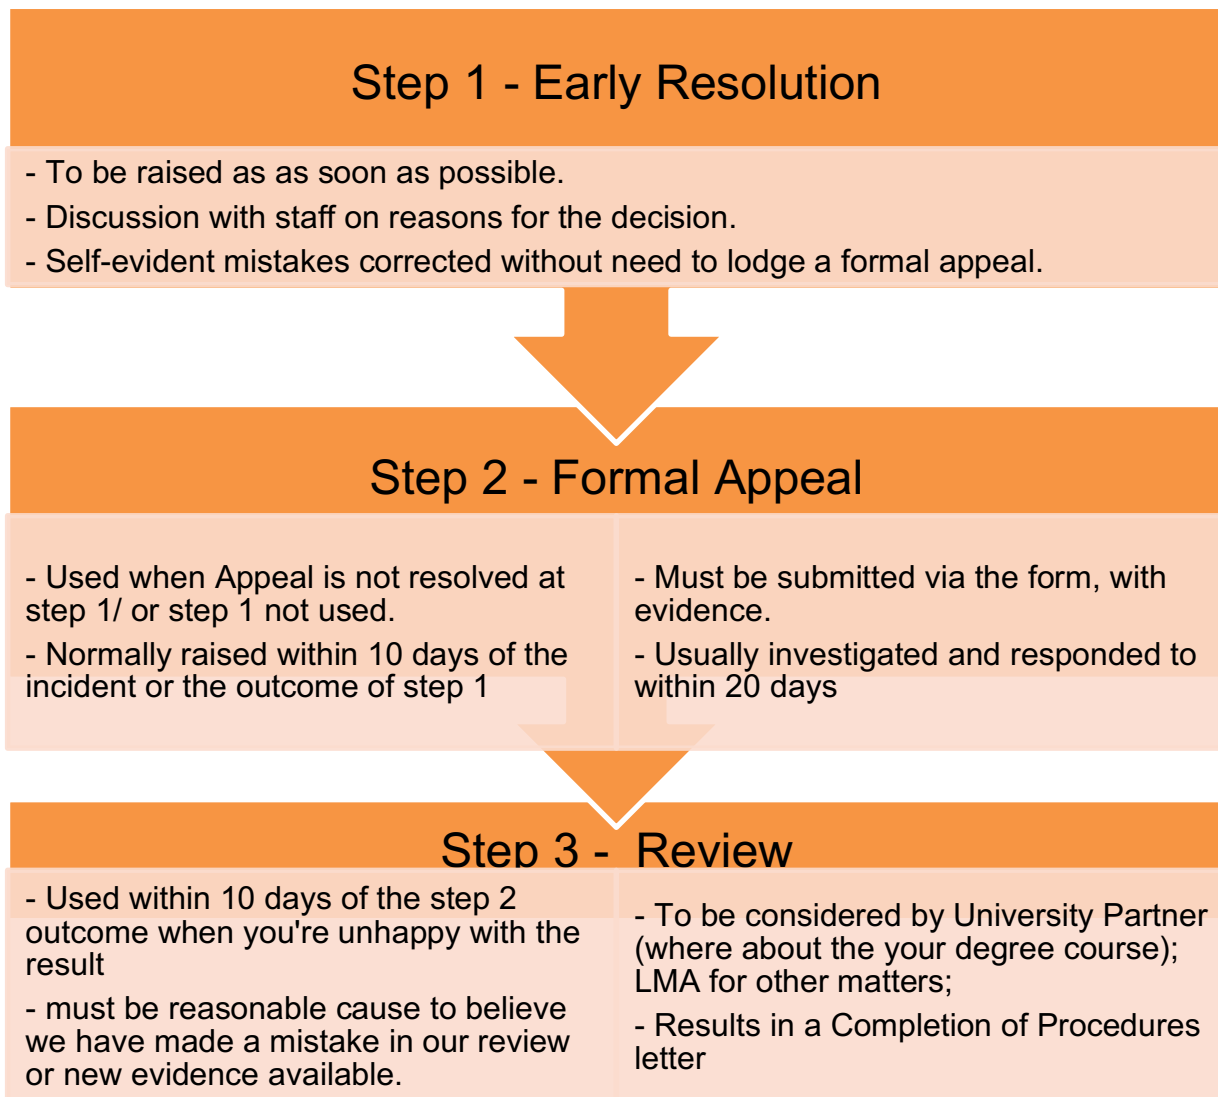 Step 1 - Early Resolution
- To be raised as as soon as possible.
- Discussion with staff on reasons for the decision.
- Self-evident mistakes corrected without need to lodge a formal appeal.
Step 2 - Formal Appeal
- Used when Appeal is not resolved at
step 1/ or step 1 not used.
- Normally raised within 10 days of the
incident or the outcome of step 1
- Must be submitted via the form, with
evidence.
- Usually investigated and responded to
within 20 days
Step 3 -  Review
- Used within 10 days of the step 2
outcome when you're unhappy with the
result
- must be reasonable cause to believe
we have made a mistake in our review
or new evidence available.
- To be considered by University Partner
(where about the your degree course);
LMA for other matters;
- Results in a Completion of Procedures
letter